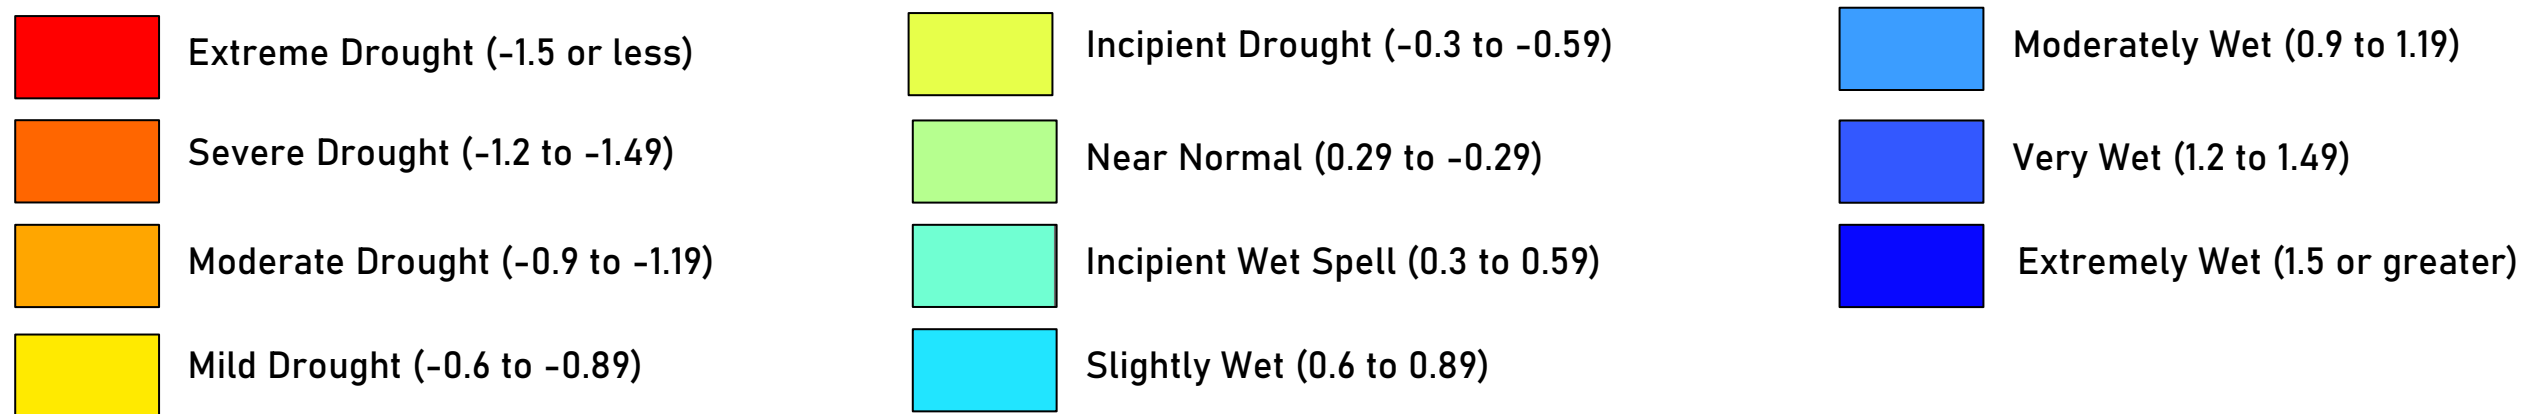 Extreme Drought (-1.5 or less)
Severe Drought (-1.2 to -1.49)
Moderate Drought (-0.9 to -1.19)
Mild Drought (-0.6 to -0.89)
Incipient Drought (-0.3 to -0.59)
Near Normal (0.29 to -0.29)
Incipient Wet Spell (0.3 to 0.59)
Slightly Wet (0.6 to 0.89)
Moderately Wet (0.9 to 1.19)
Very Wet (1.2 to 1.49)
Extremely Wet (1.5 or greater)